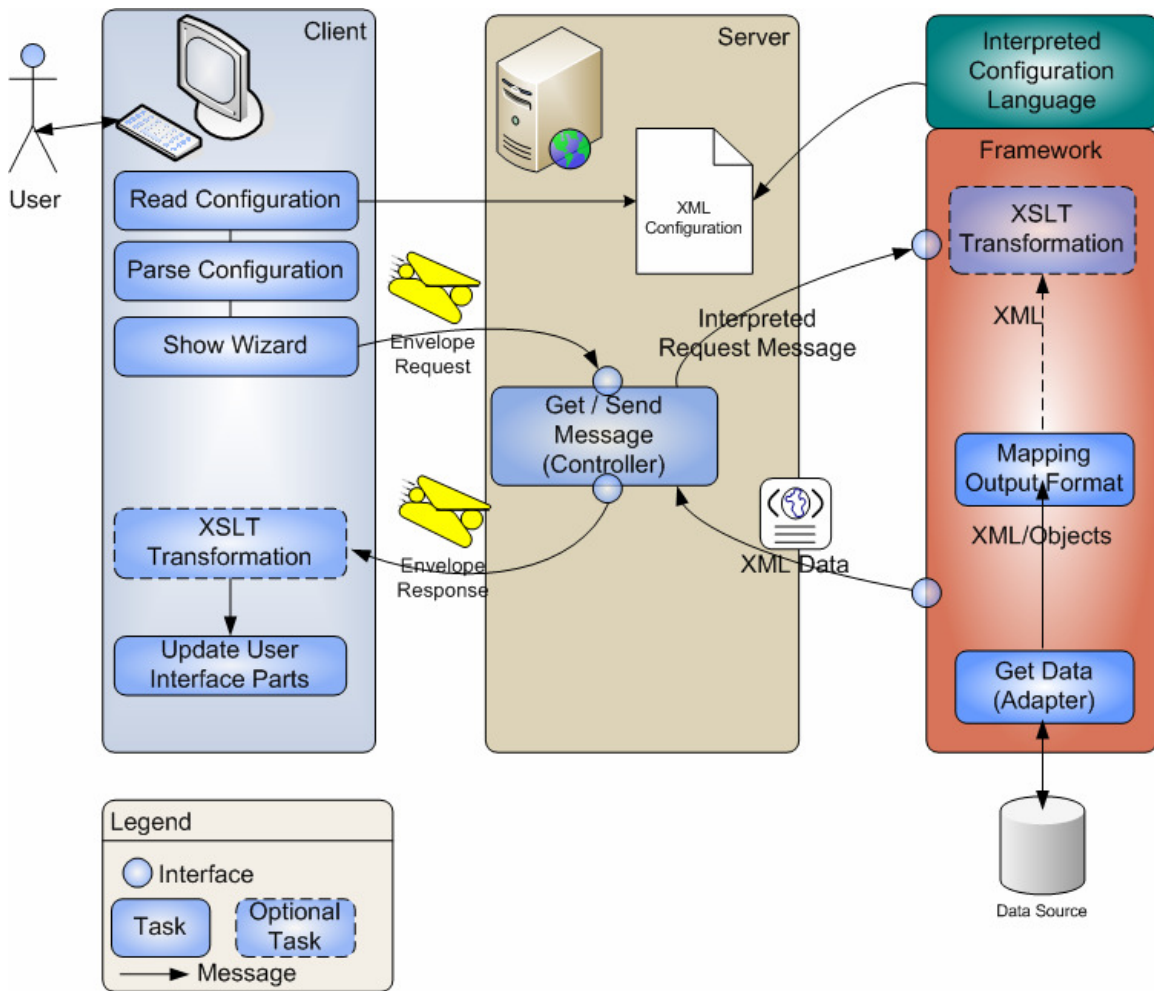 Client
Server
Interpreted
Configuration
Language
Framework
User
Read Configuration
XML
Configuration
XSLT
Transformation
Parse Configuration
XML
Show Wizard
Envelope
Request
Interpreted
Request Message
Get / Send
Message
(Controller)
Mapping
Output Format
XML/Objects
XSLT
Transformation
Envelope
Response
XML Data
Update User
Interface Parts
Get Data
(Adapter)
Data Source
Legend
Interface
Task
Optional
Task
Message